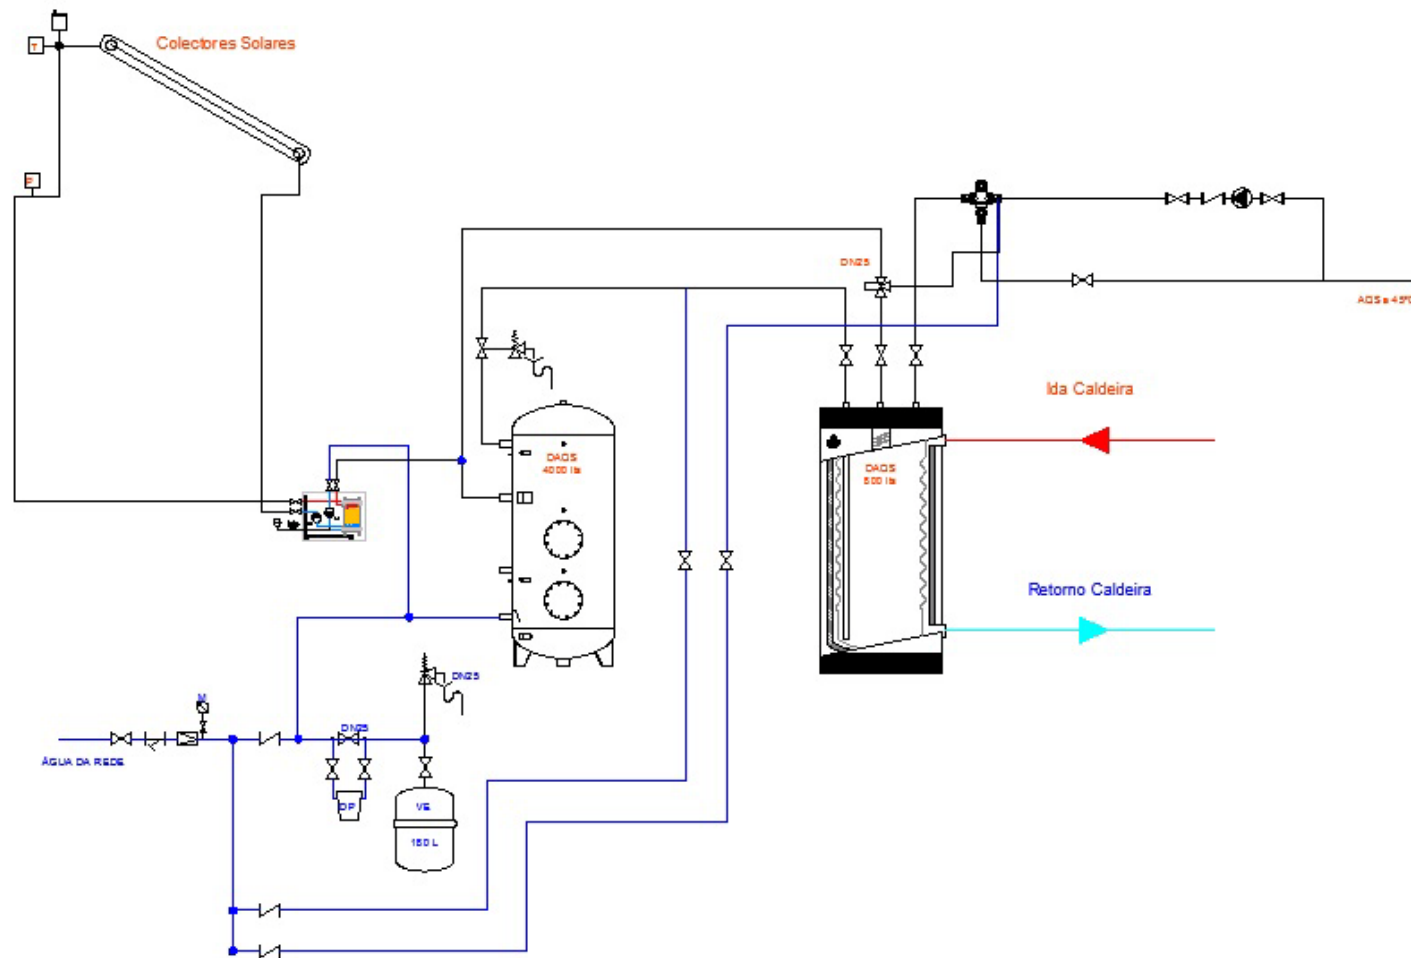 T
Colectores Solares
P
DN25
AQS a 45ºC
Ida Caldeira
DAQS
4000 lts
DAQS
500 lts
Retorno Caldeira
DN25
M
DN25
ÁGUA DA REDE
DP
VE
150 L